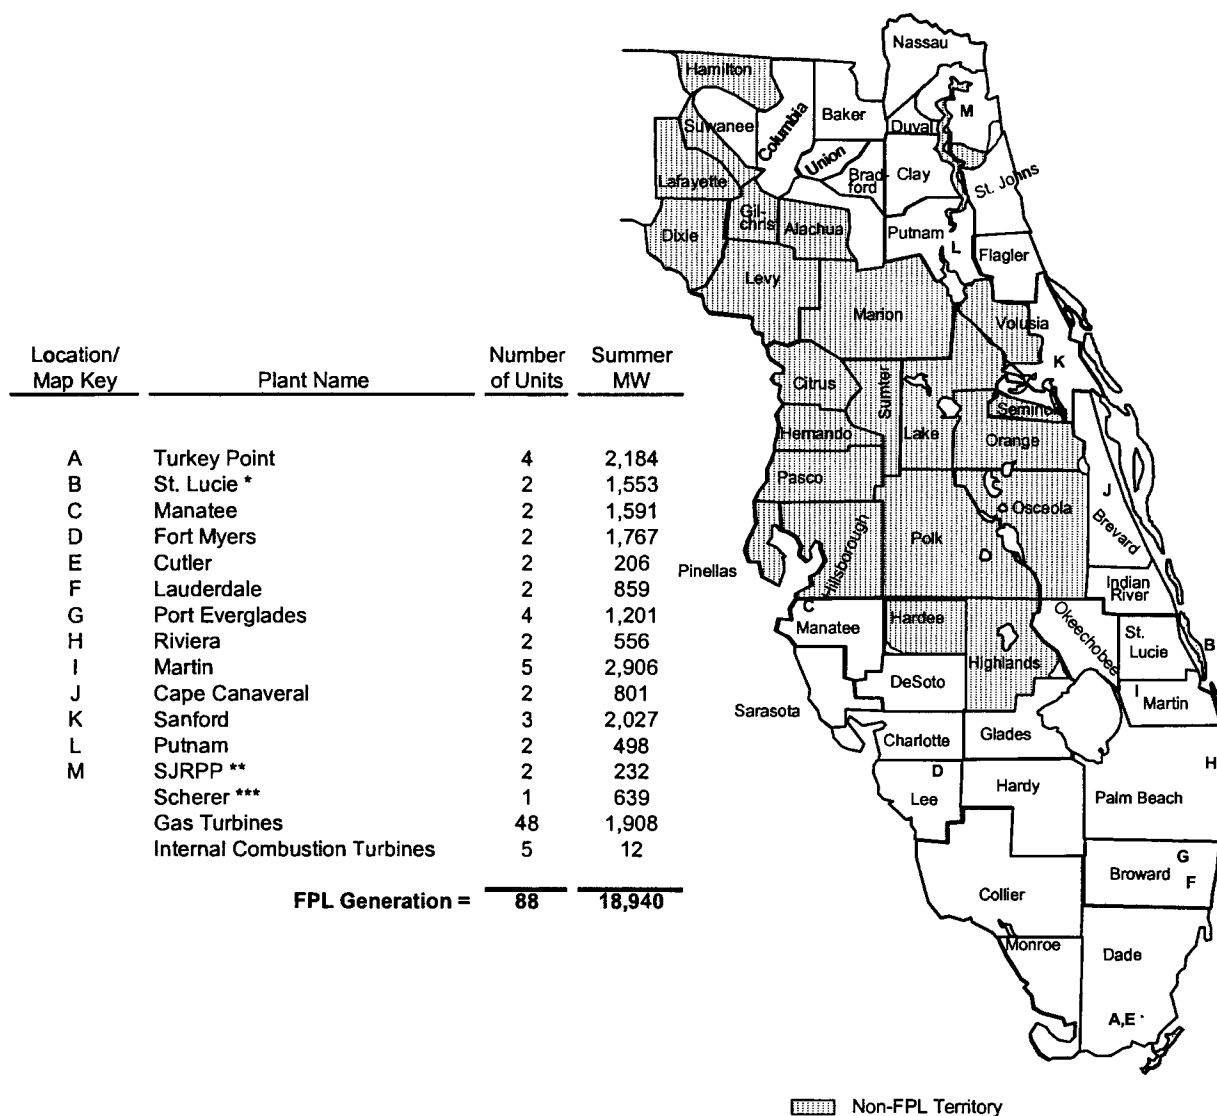 Location/ Number Summer
Map Key Plant Name of Units MW
A Turkey Point 4 2,184
B St. Lucie * 2 1,553
C Manatee 2 1,591
D Fort Myers 2 1,767
E Cutler 2 206
F Lauderdale 2 859
G Port Everglades 4 1,201
H Riviera 2 556
I Martin 5 2,906
J Cape Canaveral 2 801
K Sanford 3 2,027
L Putnam 2 498
M SJRPP ** 2 232
Scherer *** 1 639
Gas Turbines 48 1,908
Internal Combustion Turbines 5 12
FPL Generation = 88 18,940
Nassau
Hamilton
M
Baker
Duval
Suwanee
Columbia
Union
Brad-
ford
Clay
Lafayette
St. Johns
Gil-
chris
Alachua
Dixie
Putnam
L
Flagler
Levy
Marion
Volusia
K
Citrus
Sumter
Seminole
Hernando
Lake
Orange
Pasco
J
Brevard
Osceola
Polk
Hillsborough
Pinellas
Indian
River
C
Manatee
Hardee
Okeechobee
St.
Lucie
B
Highlands
DeSoto
I
Martin
Sarasota
Charlotte
Glades
H
D
Lee
Hardy
Palm Beach
G
Broward
F
Collier
Monroe
Dade
A,E
Non-FPL Territory